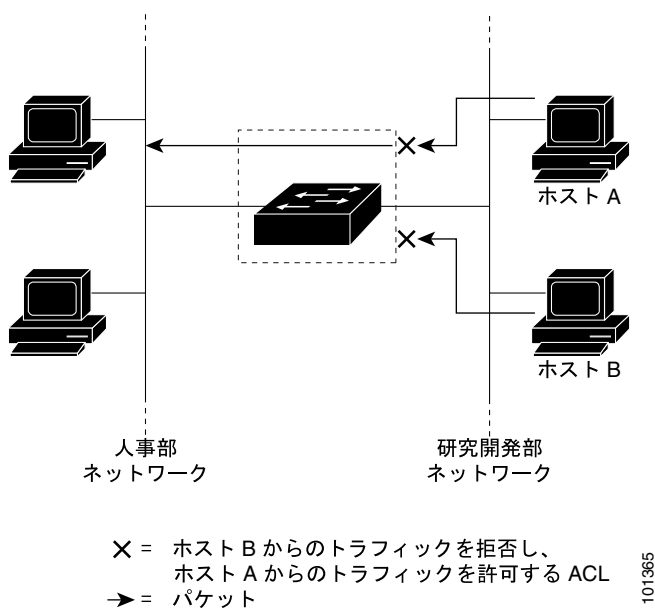 ホスト A
ホスト B
人事部
ネットワーク
研究開発部
ネットワーク
✕ = ホスト B からのトラフィックを拒否し、
ホスト A からのトラフィックを許可する ACL
→ = パケット
101365